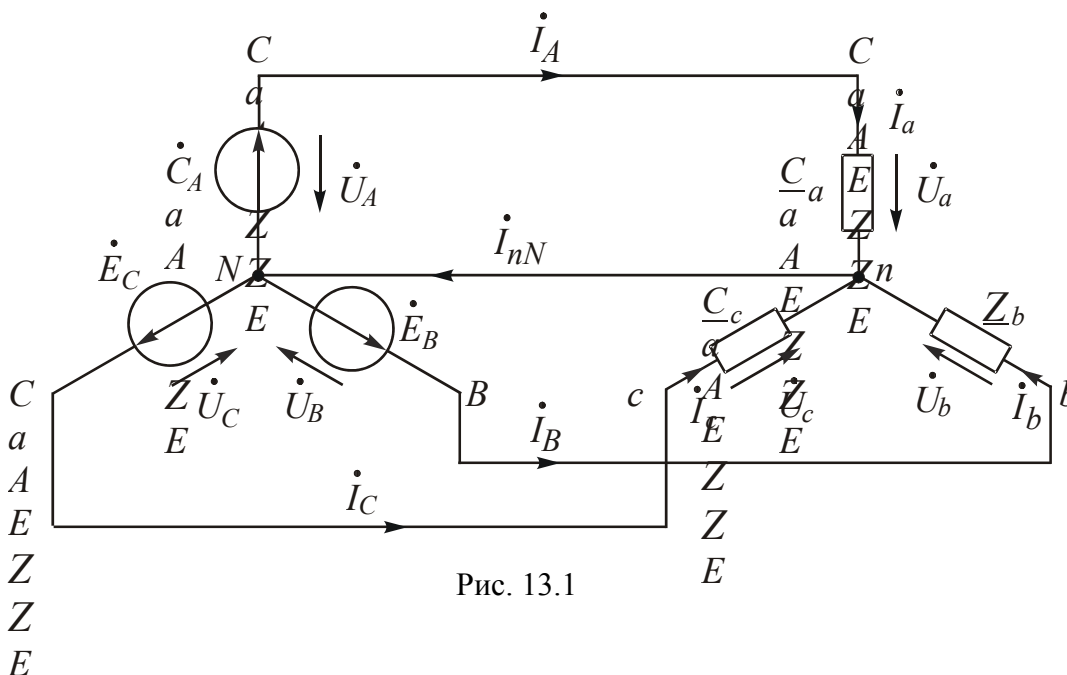 İ_A
C
a
C
a
A
E
Z
Z
E
İ_a
Ċ_A
a
A
U̇_A
C_a
a
A
E
Z
Z
E
U̇_a
Z
Z
E
İ_nN
Ė_C
N
n
Ė_B
C_c
a
A
E
Z
Z
E
Z_b
Z
E
U̇_C
U̇_B
B
c
İ_c
U̇_c
U̇_b
İ_b
b
C
a
A
E
Z
Z
E
İ_B
İ_C
Рис. 13.1